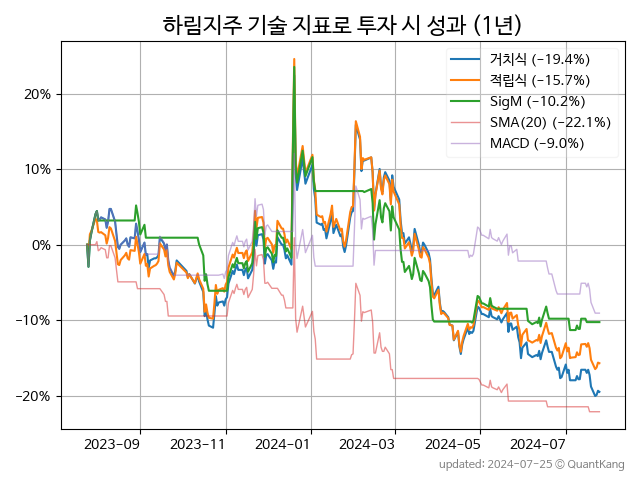 하림지주 기술 지표로 투자 시 성과 (1년)
거치식 (−19.4%)
적립식 (−15.7%)
SigM (−10.2%)
SMA(20) (−22.1%)
MACD (−9.0%)
20%
10%
0%
−10%
−20%
2023-09 2023-11 2024-01 2024-03 2024-05 2024-07
updated: 2024-07-25 © QuantKang